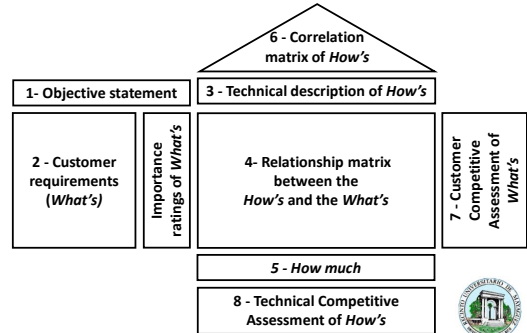 6 - Correlation
matrix of How's
1- Objective statement
3 - Technical description of How's
2 - Customer
requirements
(What's)
Importance
ratings of What's
4- Relationship matrix
between the
How's and the What's
7 - Customer
Competitive
Assessment of
What's
5 - How much
8 - Technical Competitive
Assessment of How's